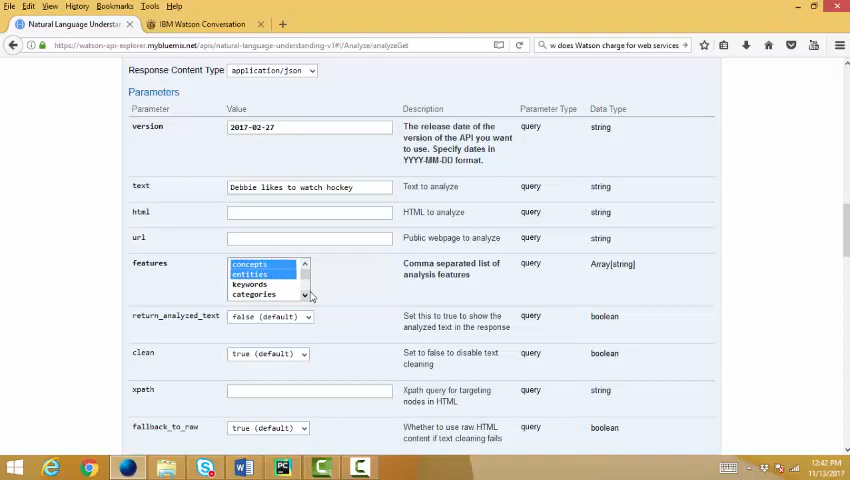 File Edit View History Bookmarks Tools Help
Natural Language Understan
IBM Watson Conversation
https://watson-api-explorer.mybluemix.net/apis/natural-language-understanding-v1#!/Analyze/analyzeGet
w does Watson charge for web services
Response Content Type application/json
Parameters
Parameter Value Description Parameter Type Data Type
version 2017-02-27 The release date of the query string
version of the API you want
to use. Specify dates in
YYYY-MM-DD format.
text Debbie likes to watch hockey Text to analyze query string
html HTML to analyze query string
url Public webpage to analyze query string
features concepts Comma separated list of query Array[string]
entities analysis features
keywords
categories
return_analyzed_text false (default) Set this to true to show the query boolean
analyzed text in the response
clean true (default) Set to false to disable text query boolean
cleaning
xpath Xpath query for targeting query string
nodes in HTML
fallback_to_raw true (default) Whether to use raw HTML query boolean
content if text cleaning fails
12:42 PM
11/13/2017